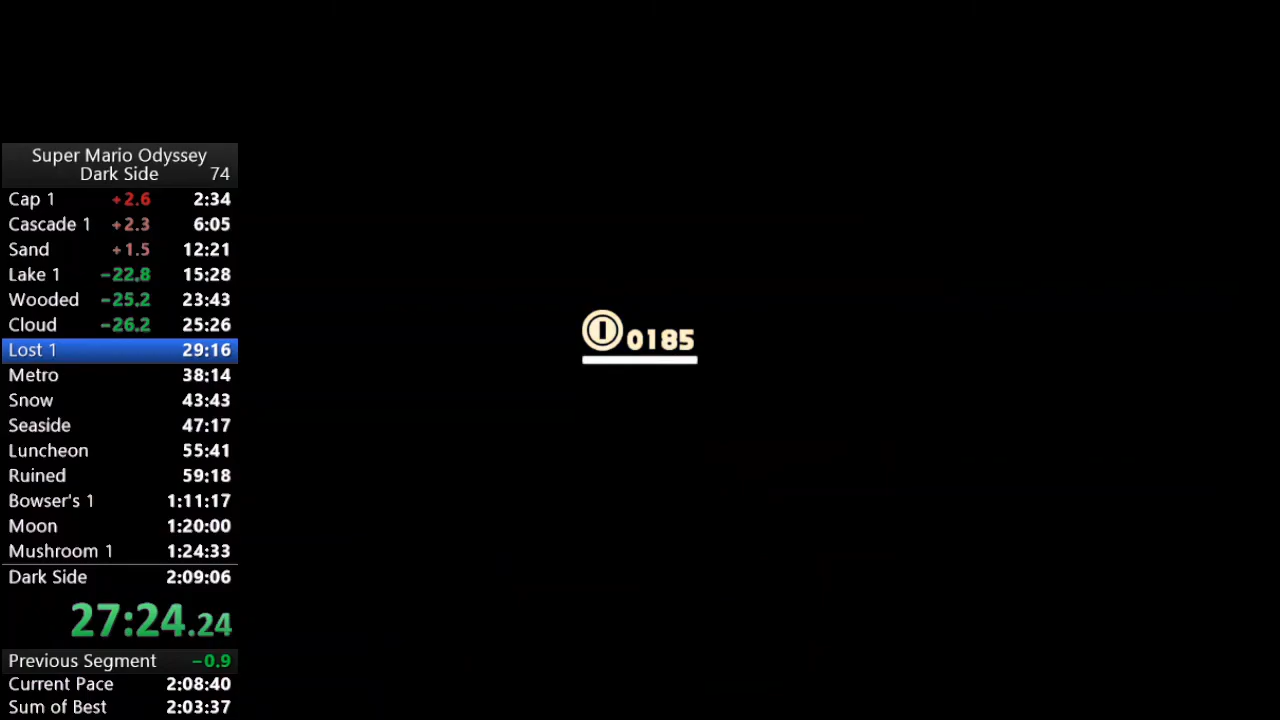 Super Mario Odyssey
Dark Side 74
Cap 1 +2.6 2:34
Cascade 1 +2.3 6:05
Sand +1.5 12:21
Lake 1 -22.8 15:28
Wooded -25.2 23:43
Cloud -26.2 25:26
Lost 1 29:16
Metro 38:14
Snow 43:43
Seaside 47:17
Luncheon 55:41
Ruined 59:18
Bowser's 1 1:11:17
Moon 1:20:00
Mushroom 1 1:24:33
Dark Side 2:09:06
27:24.24
Previous Segment -0.9
Current Pace 2:08:40
Sum of Best 2:03:37
0185